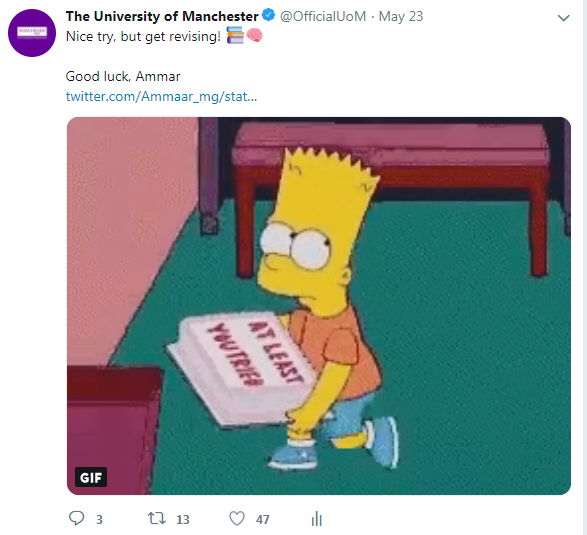 The University of Manchester @OfficialUoM · May 23
Nice try, but get revising!
Good luck, Ammar
twitter.com/Ammaar_mg/stat...
AT LEAST
YOU TRIED
GIF
3 13 47